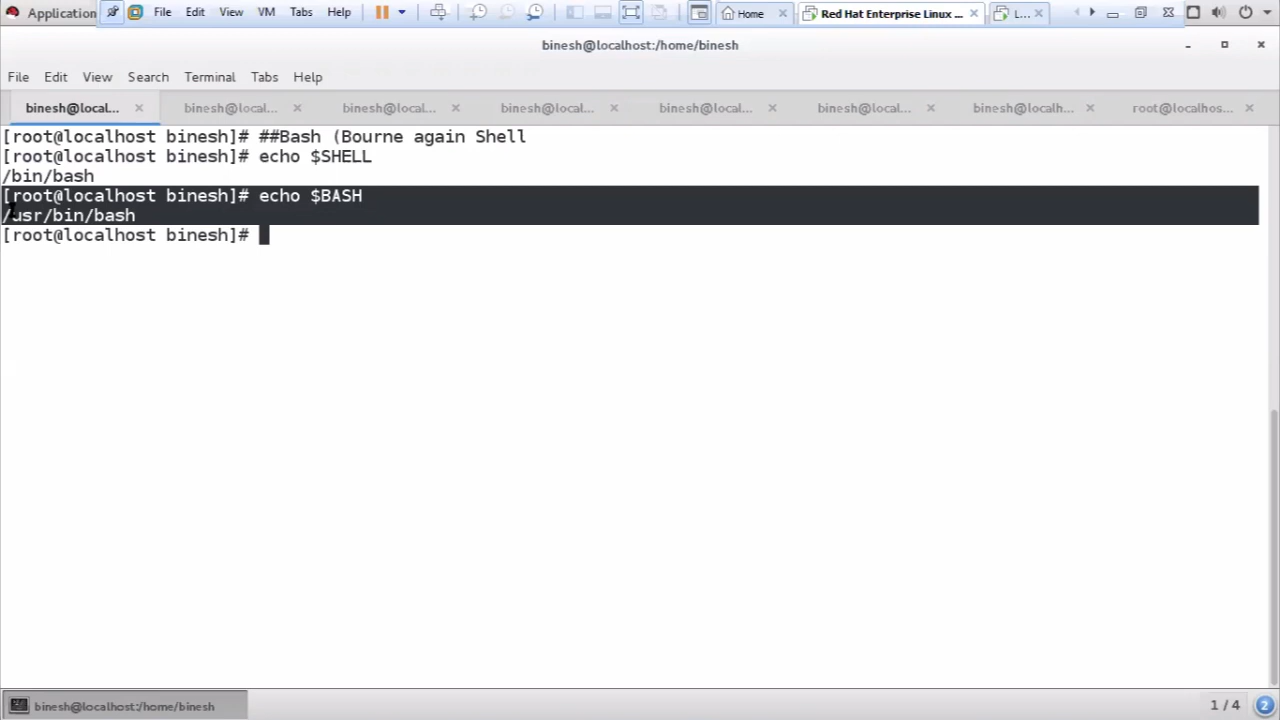 Application File Edit View VM Tabs Help Home Red Hat Enterprise Linux ... L...
binesh@localhost:/home/binesh
File Edit View Search Terminal Tabs Help
binesh@local... binesh@local... binesh@local... binesh@local... binesh@local... binesh@local... binesh@localh... root@localhos...
[root@localhost binesh]# ##Bash (Bourne again Shell
[root@localhost binesh]# echo $SHELL
/bin/bash
[root@localhost binesh]# echo $BASH
/usr/bin/bash
[root@localhost binesh]#
binesh@localhost:/home/binesh 1 / 4 2